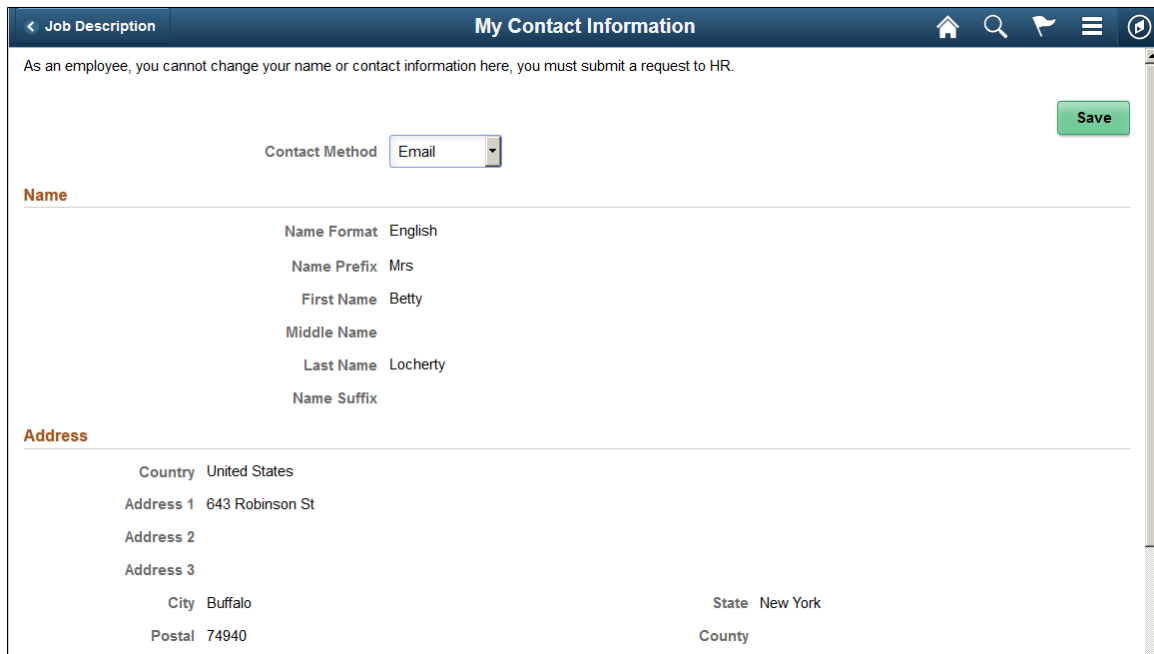 Job Description
My Contact Information
As an employee, you cannot change your name or contact information here, you must submit a request to HR.
Save
Contact Method Email
Name
Name Format English
Name Prefix Mrs
First Name Betty
Middle Name
Last Name Locherty
Name Suffix
Address
Country United States
Address 1 643 Robinson St
Address 2
Address 3
City Buffalo State New York
Postal 74940 County